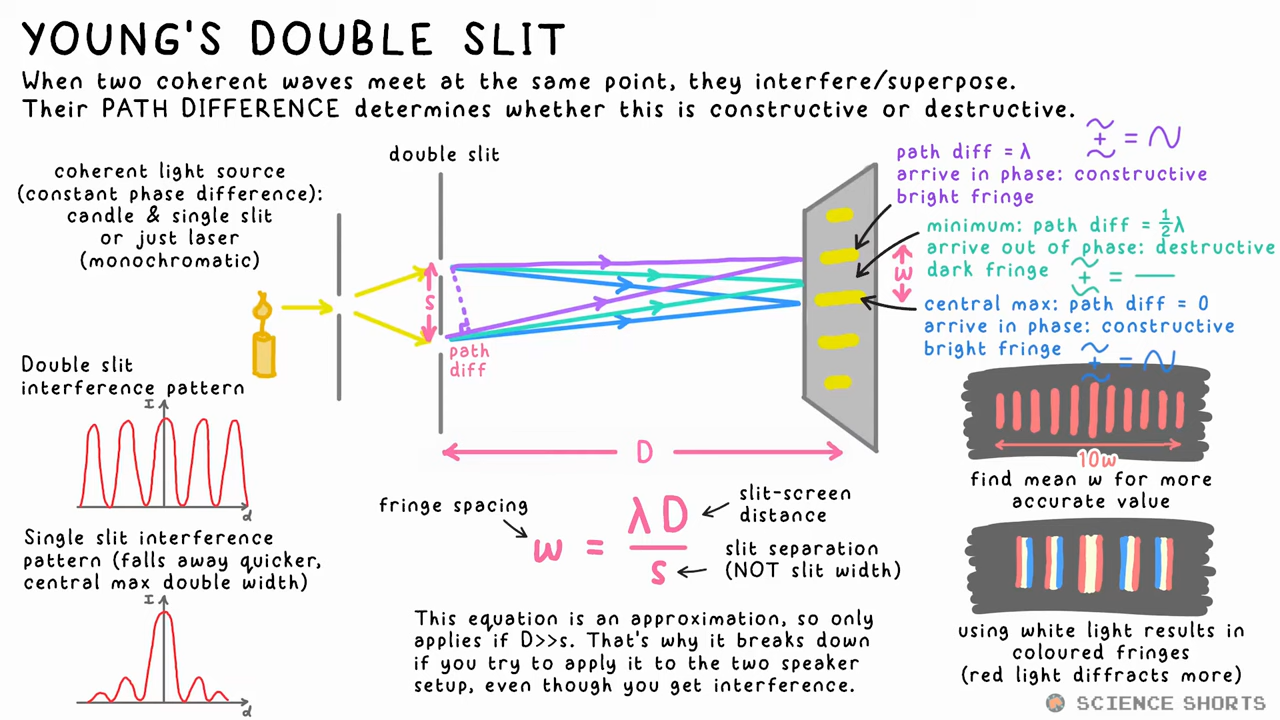 YOUNG'S DOUBLE SLIT
When two coherent waves meet at the same point, they interfere/superpose.
Their PATH DIFFERENCE determines whether this is constructive or destructive.
coherent light source
(constant phase difference):
candle & single slit
or just laser
(monochromatic)
double slit
s
path
diff
D
w
path diff = λ
arrive in phase: constructive
bright fringe
+ =
minimum: path diff = ½λ
arrive out of phase: destructive
dark fringe
+ =
central max: path diff = 0
arrive in phase: constructive
bright fringe
+ =
Double slit
interference pattern
I
d
Single slit interference
pattern (falls away quicker,
central max double width)
I
d
fringe spacing
w = λD / s
slit-screen
distance
slit separation
(NOT slit width)
This equation is an approximation, so only
applies if D>>s. That's why it breaks down
if you try to apply it to the two speaker
setup, even though you get interference.
10w
find mean w for more
accurate value
using white light results in
coloured fringes
(red light diffracts more)
SCIENCE SHORTS